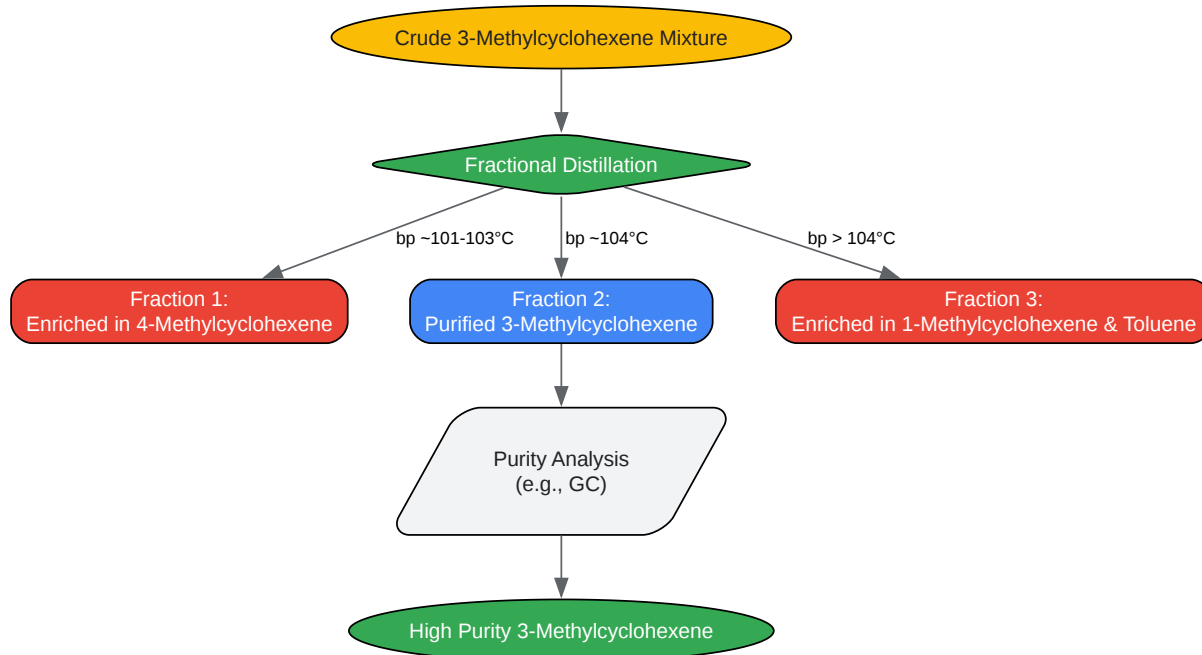 Crude 3-Methylcyclohexene Mixture
Fractional Distillation
bp ~101-103°C
bp ~104°C
bp > 104°C
Fraction 1:
Enriched in 4-Methylcyclohexene
Fraction 2:
Purified 3-Methylcyclohexene
Fraction 3:
Enriched in 1-Methylcyclohexene & Toluene
Purity Analysis
(e.g., GC)
High Purity 3-Methylcyclohexene